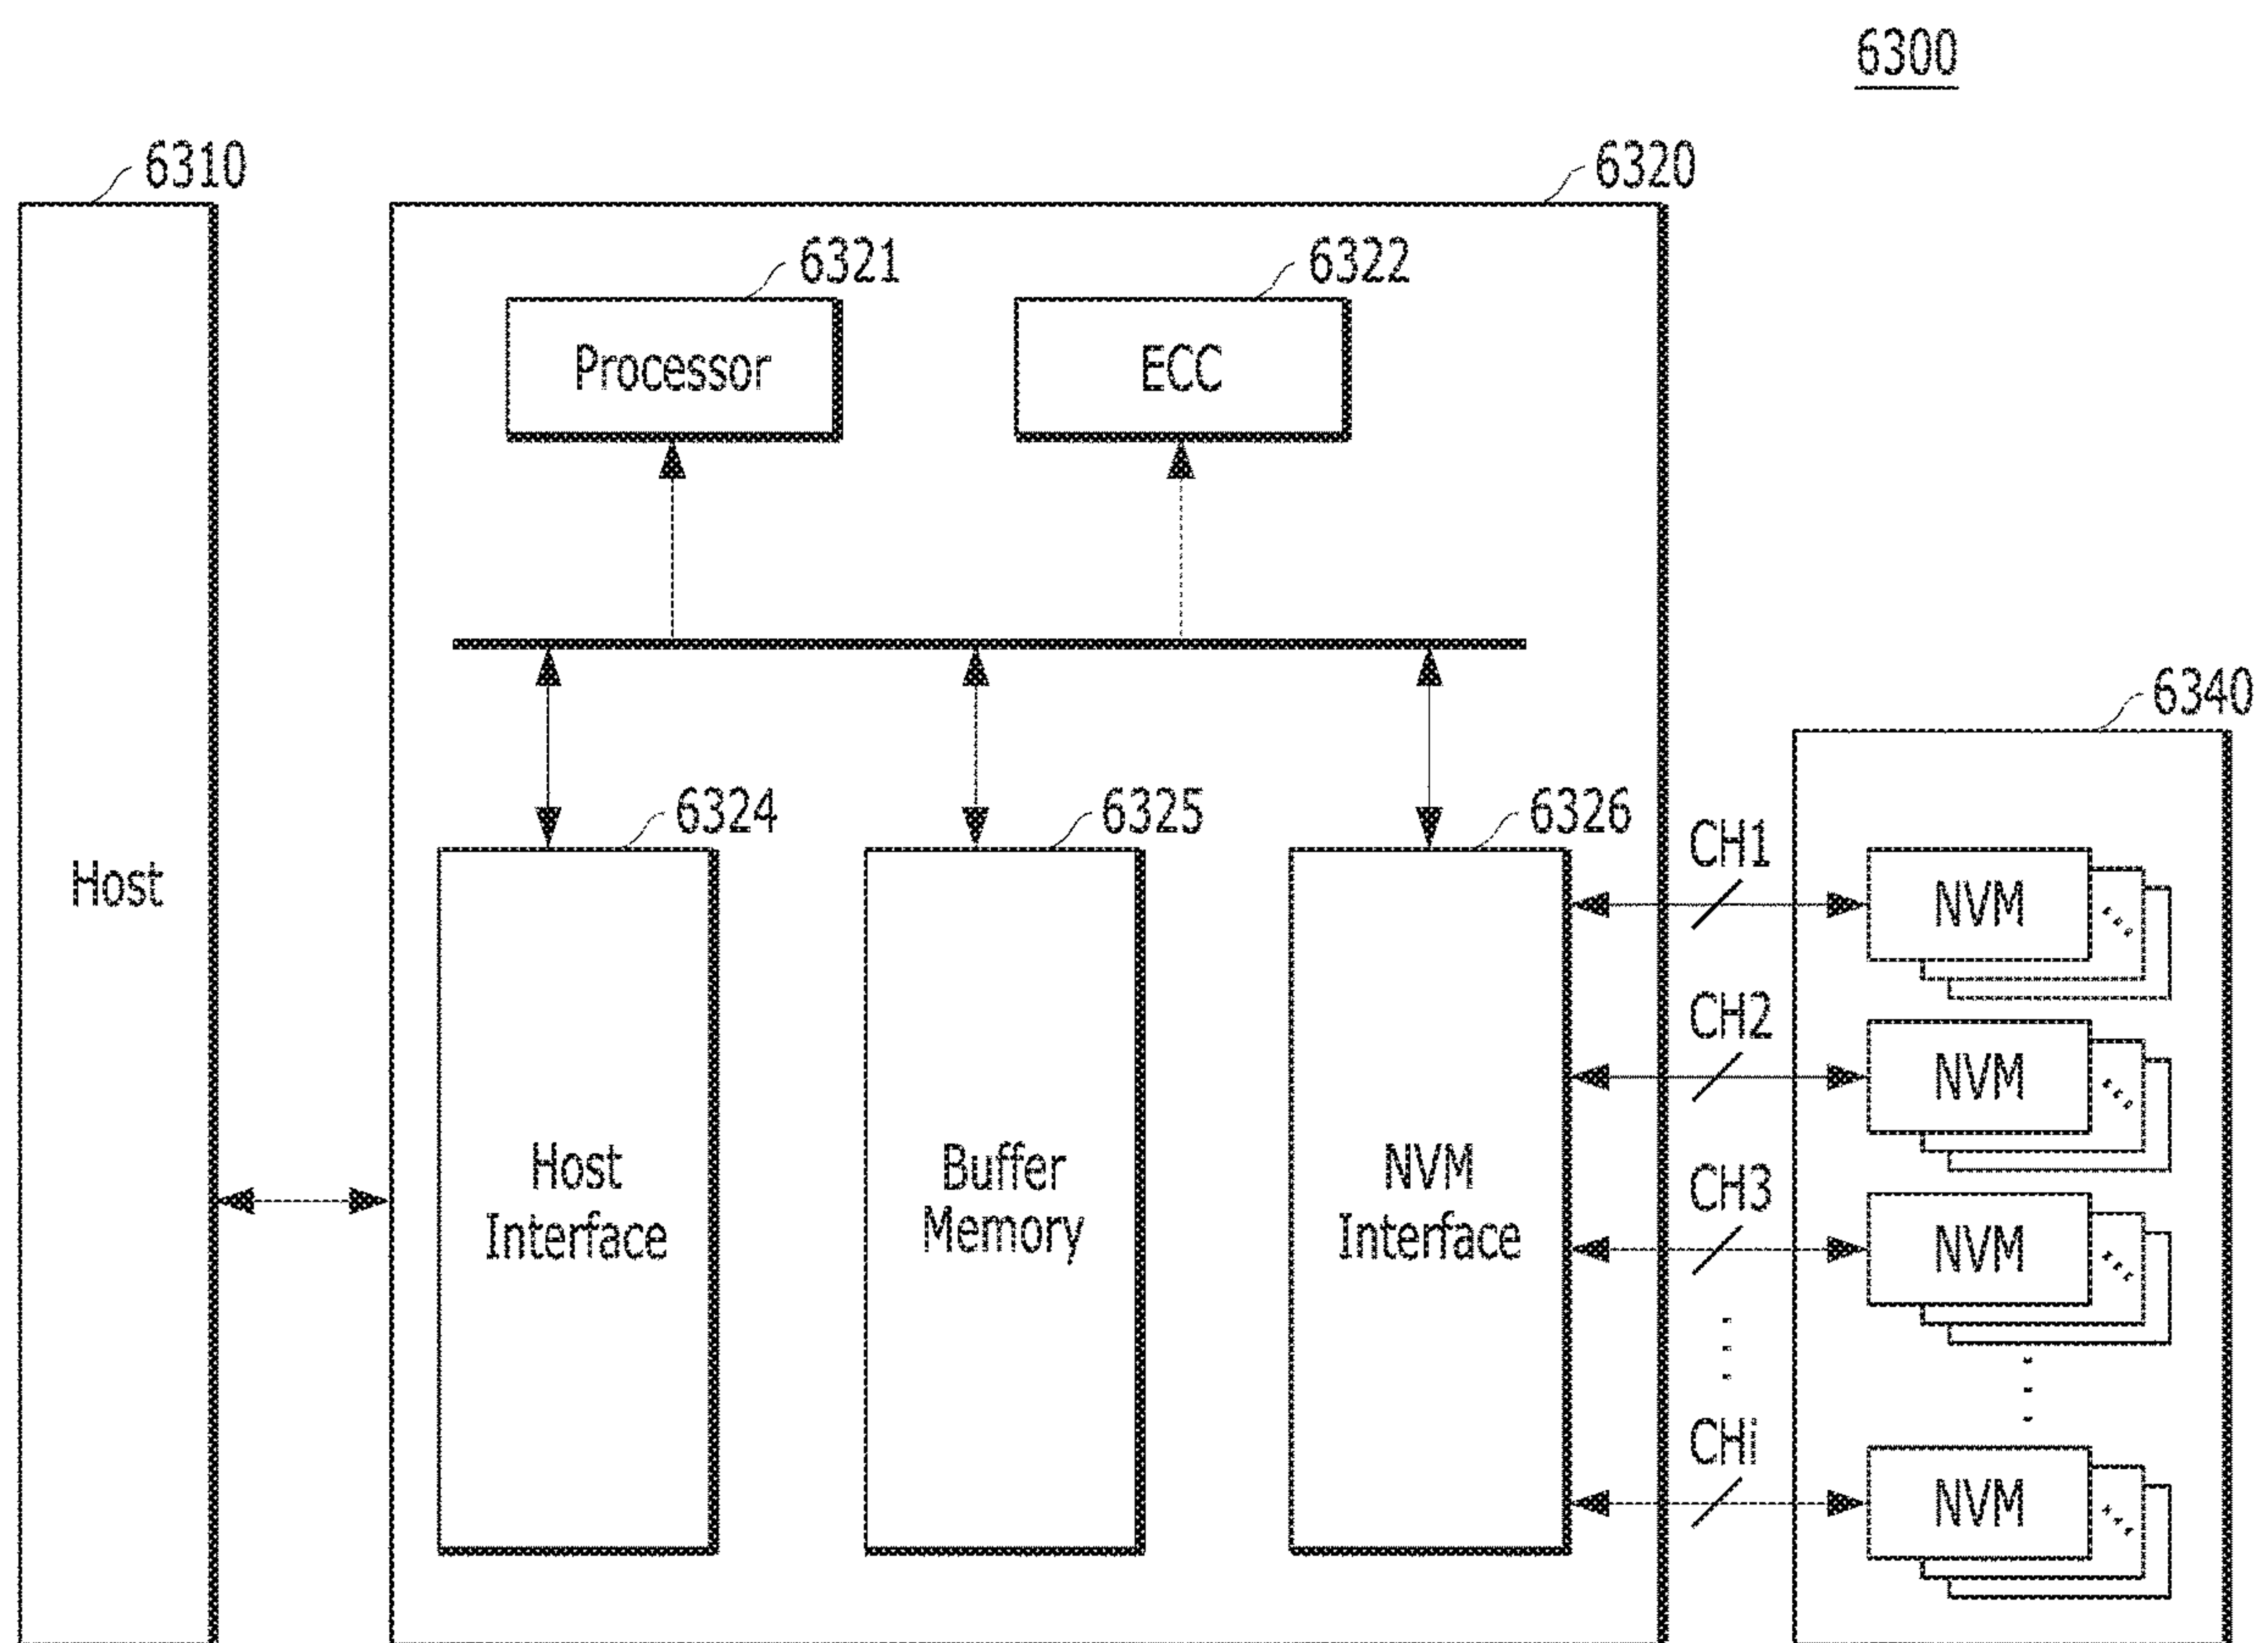 6300
6310
6320
6321
6322
Processor
ECC
6340
6324
6325
6326
CH1
Host
NVM
CH2
NVM
Host
Interface
Buffer
Memory
NVM
Interface
CH3
NVM
CHi
NVM